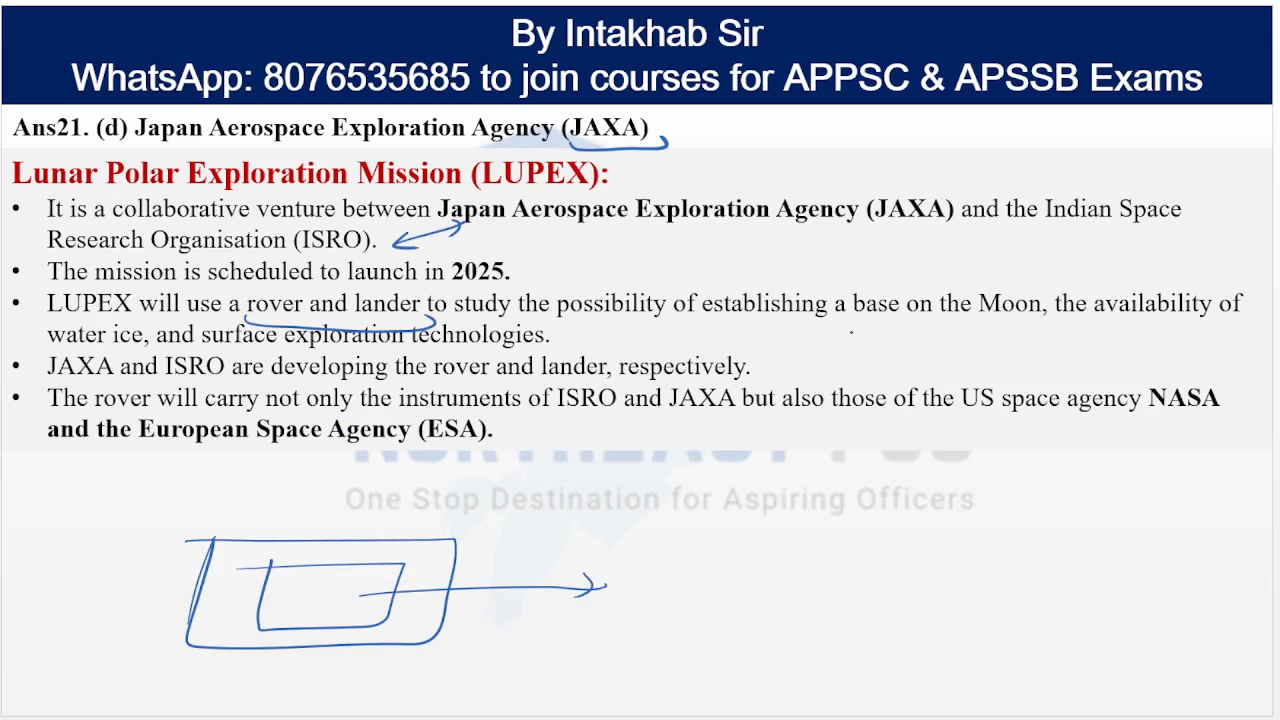 By Intakhab Sir
WhatsApp: 8076535685 to join courses for APPSC & APSSB Exams
Ans21. (d) Japan Aerospace Exploration Agency (JAXA)
Lunar Polar Exploration Mission (LUPEX):
• It is a collaborative venture between Japan Aerospace Exploration Agency (JAXA) and the Indian Space
Research Organisation (ISRO).
• The mission is scheduled to launch in 2025.
• LUPEX will use a rover and lander to study the possibility of establishing a base on the Moon, the availability of
water ice, and surface exploration technologies.
• JAXA and ISRO are developing the rover and lander, respectively.
• The rover will carry not only the instruments of ISRO and JAXA but also those of the US space agency NASA
and the European Space Agency (ESA).
One Stop Destination for Aspiring Officers